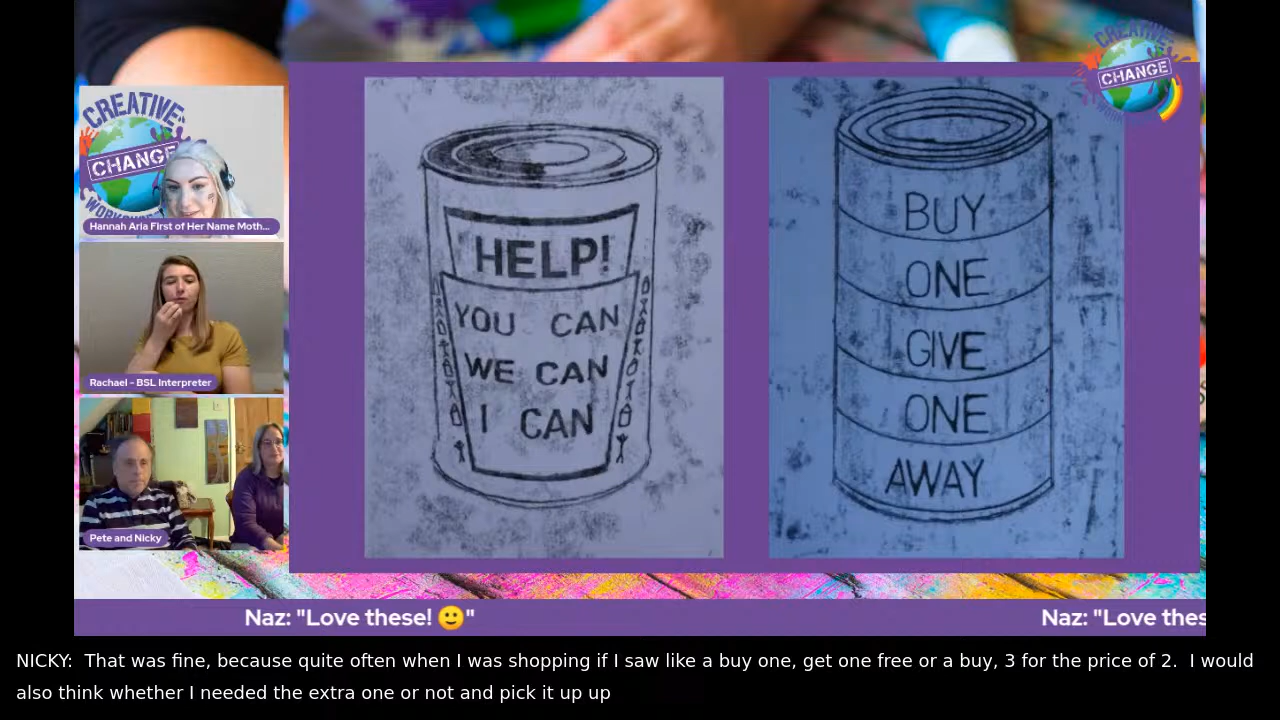 CREATIVE
CHANGE
Hannah Aria First of Her Name Moth...
Rachael - BSL Interpreter
Pete and Nicky
HELP!
YOU CAN
WE CAN
I CAN
BUY
ONE
GIVE
ONE
AWAY
CREATIVE
CHANGE
Naz: "Love these! 🙂"
Naz: "Love thes
NICKY:  That was fine, because quite often when I was shopping if I saw like a buy one, get one free or a buy, 3 for the price of 2.  I would
also think whether I needed the extra one or not and pick it up up